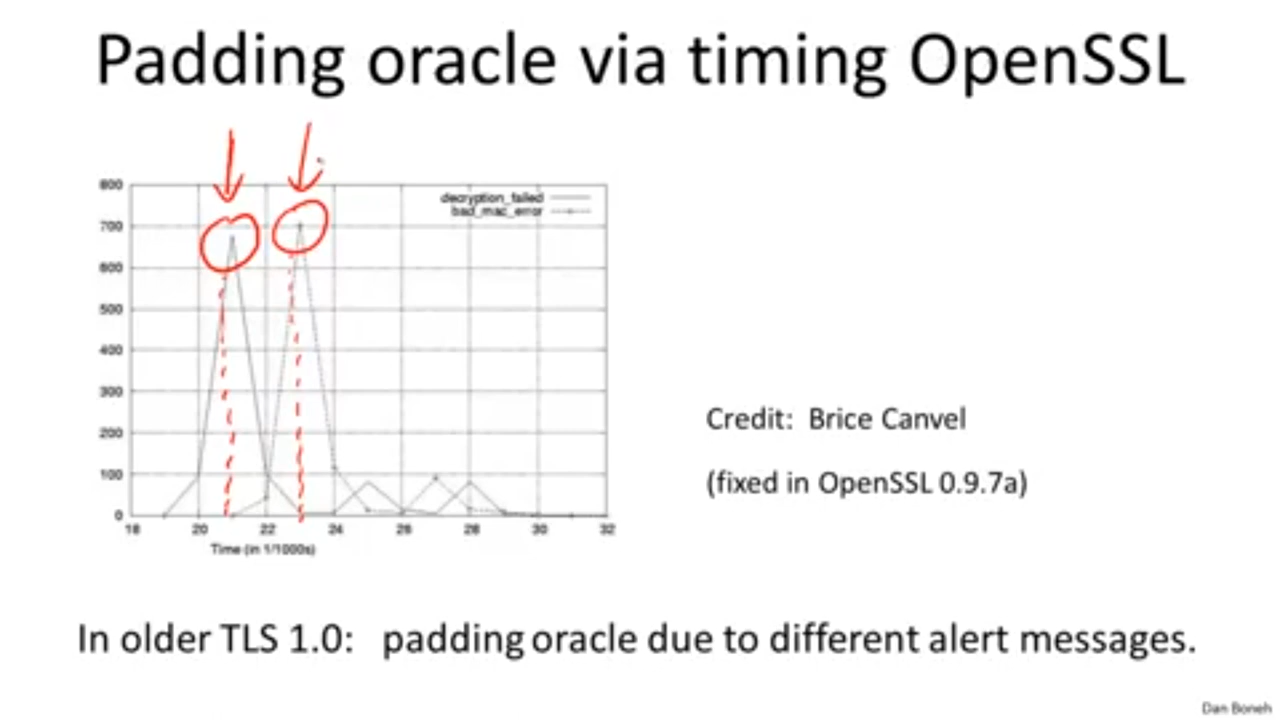 Padding oracle via timing OpenSSL
800
decryption_failed
bad_mac_error
700
600
500
400
300
200
100
0
18 20 22 24 26 28 30 32
Time (in 1/1000s)
Credit: Brice Canvel
(fixed in OpenSSL 0.9.7a)
In older TLS 1.0: padding oracle due to different alert messages.
Dan Boneh